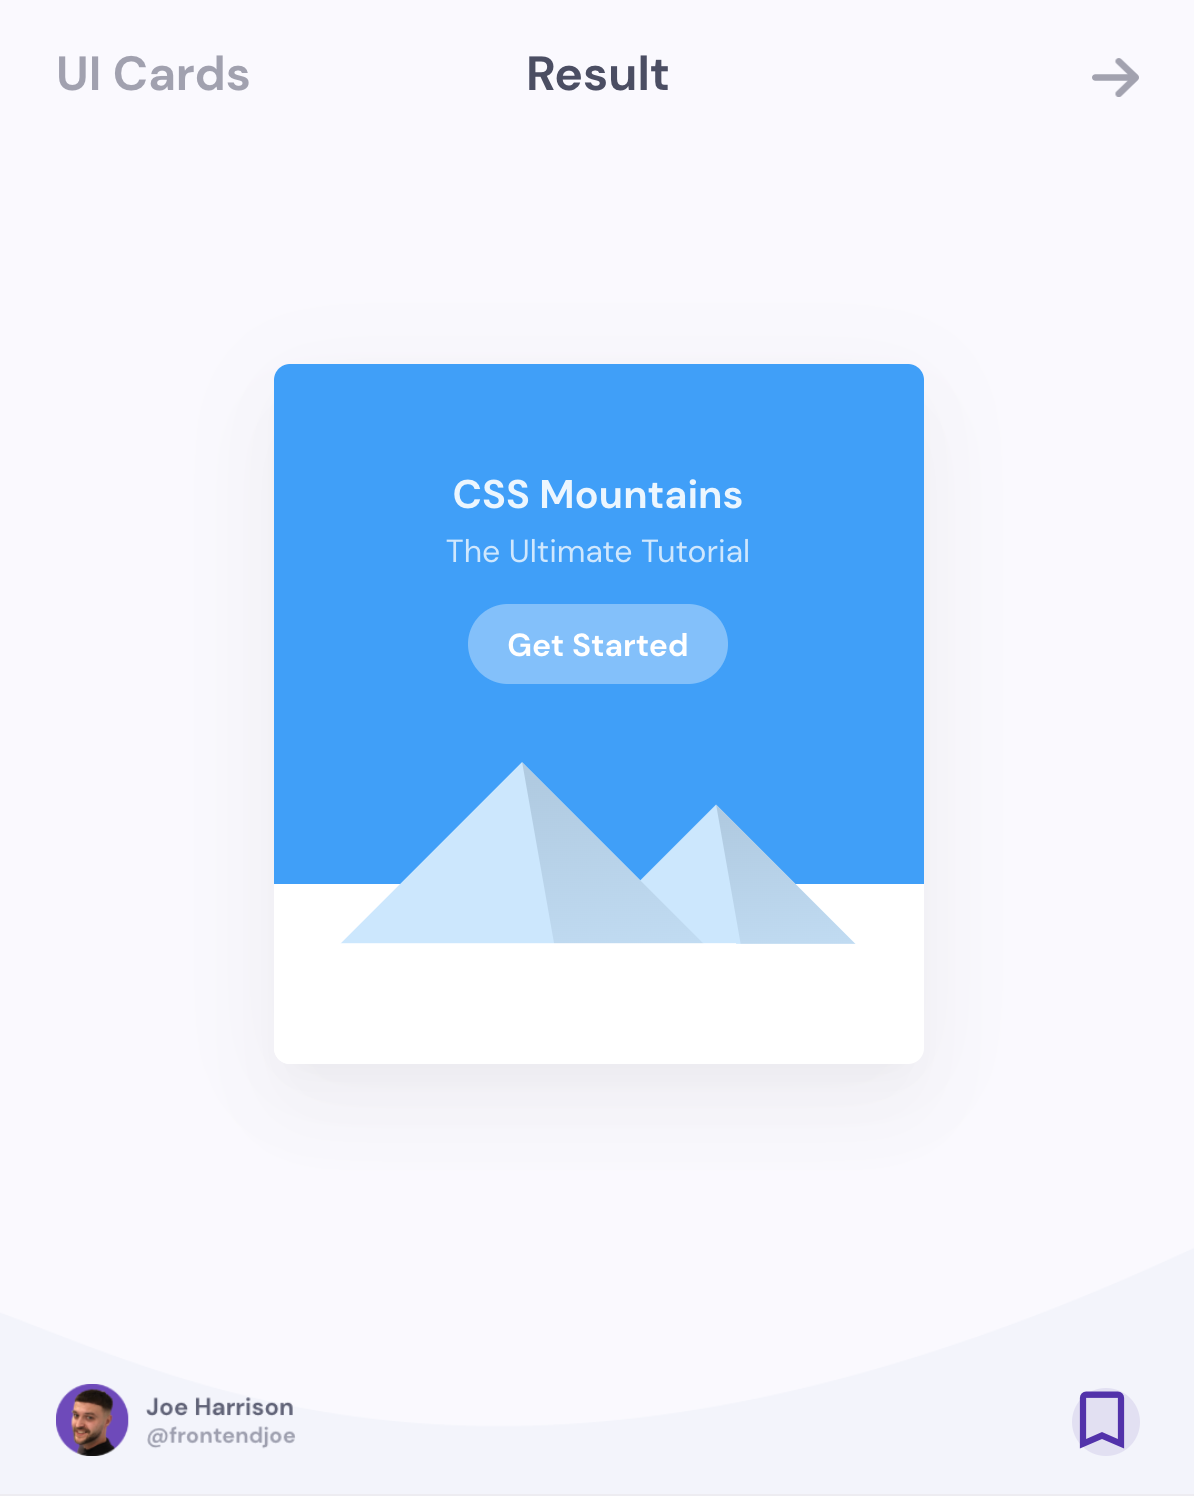 UI Cards
Result
CSS Mountains
The Ultimate Tutorial
Get Started
Joe Harrison
@frontendjoe